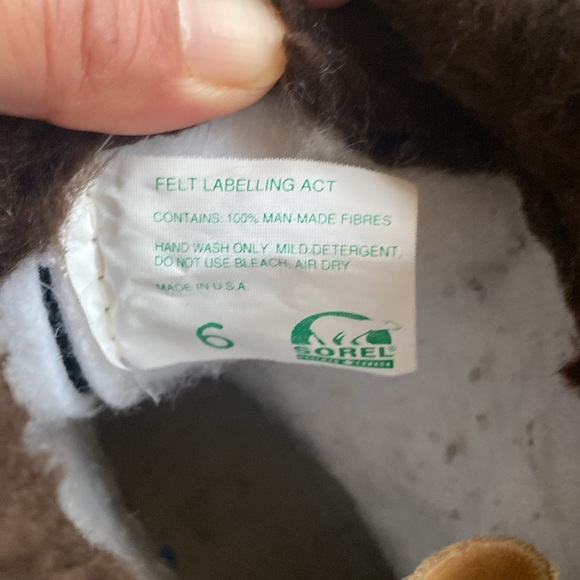 FELT LABELLING ACT
CONTAINS: 100% MAN-MADE FIBRES
HAND WASH ONLY. MILD DETERGENT.
DO NOT USE BLEACH. AIR DRY
MADE IN U.S.A.
6
SOREL®